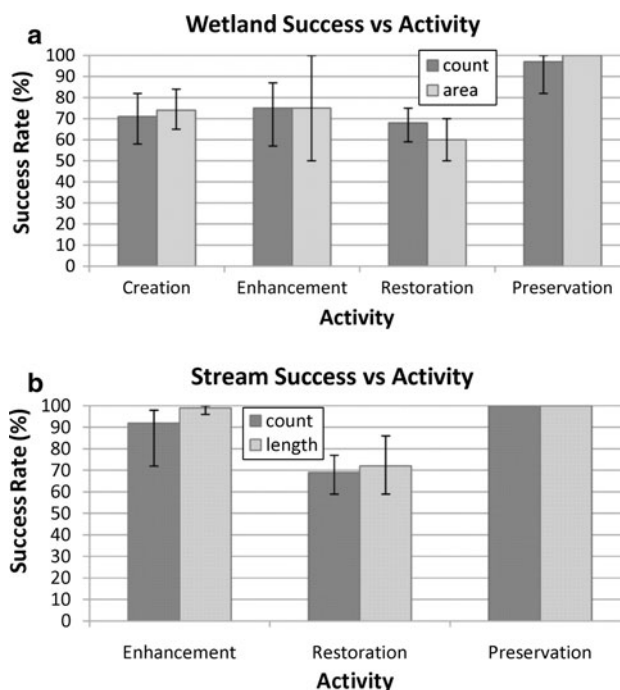 a
Wetland Success vs Activity
Success Rate (%)
100
90
80
70
60
50
40
30
20
10
0
count
area
Creation Enhancement Restoration Preservation
Activity
b
Stream Success vs Activity
Success Rate (%)
100
90
80
70
60
50
40
30
20
10
0
count
length
Enhancement Restoration Preservation
Activity